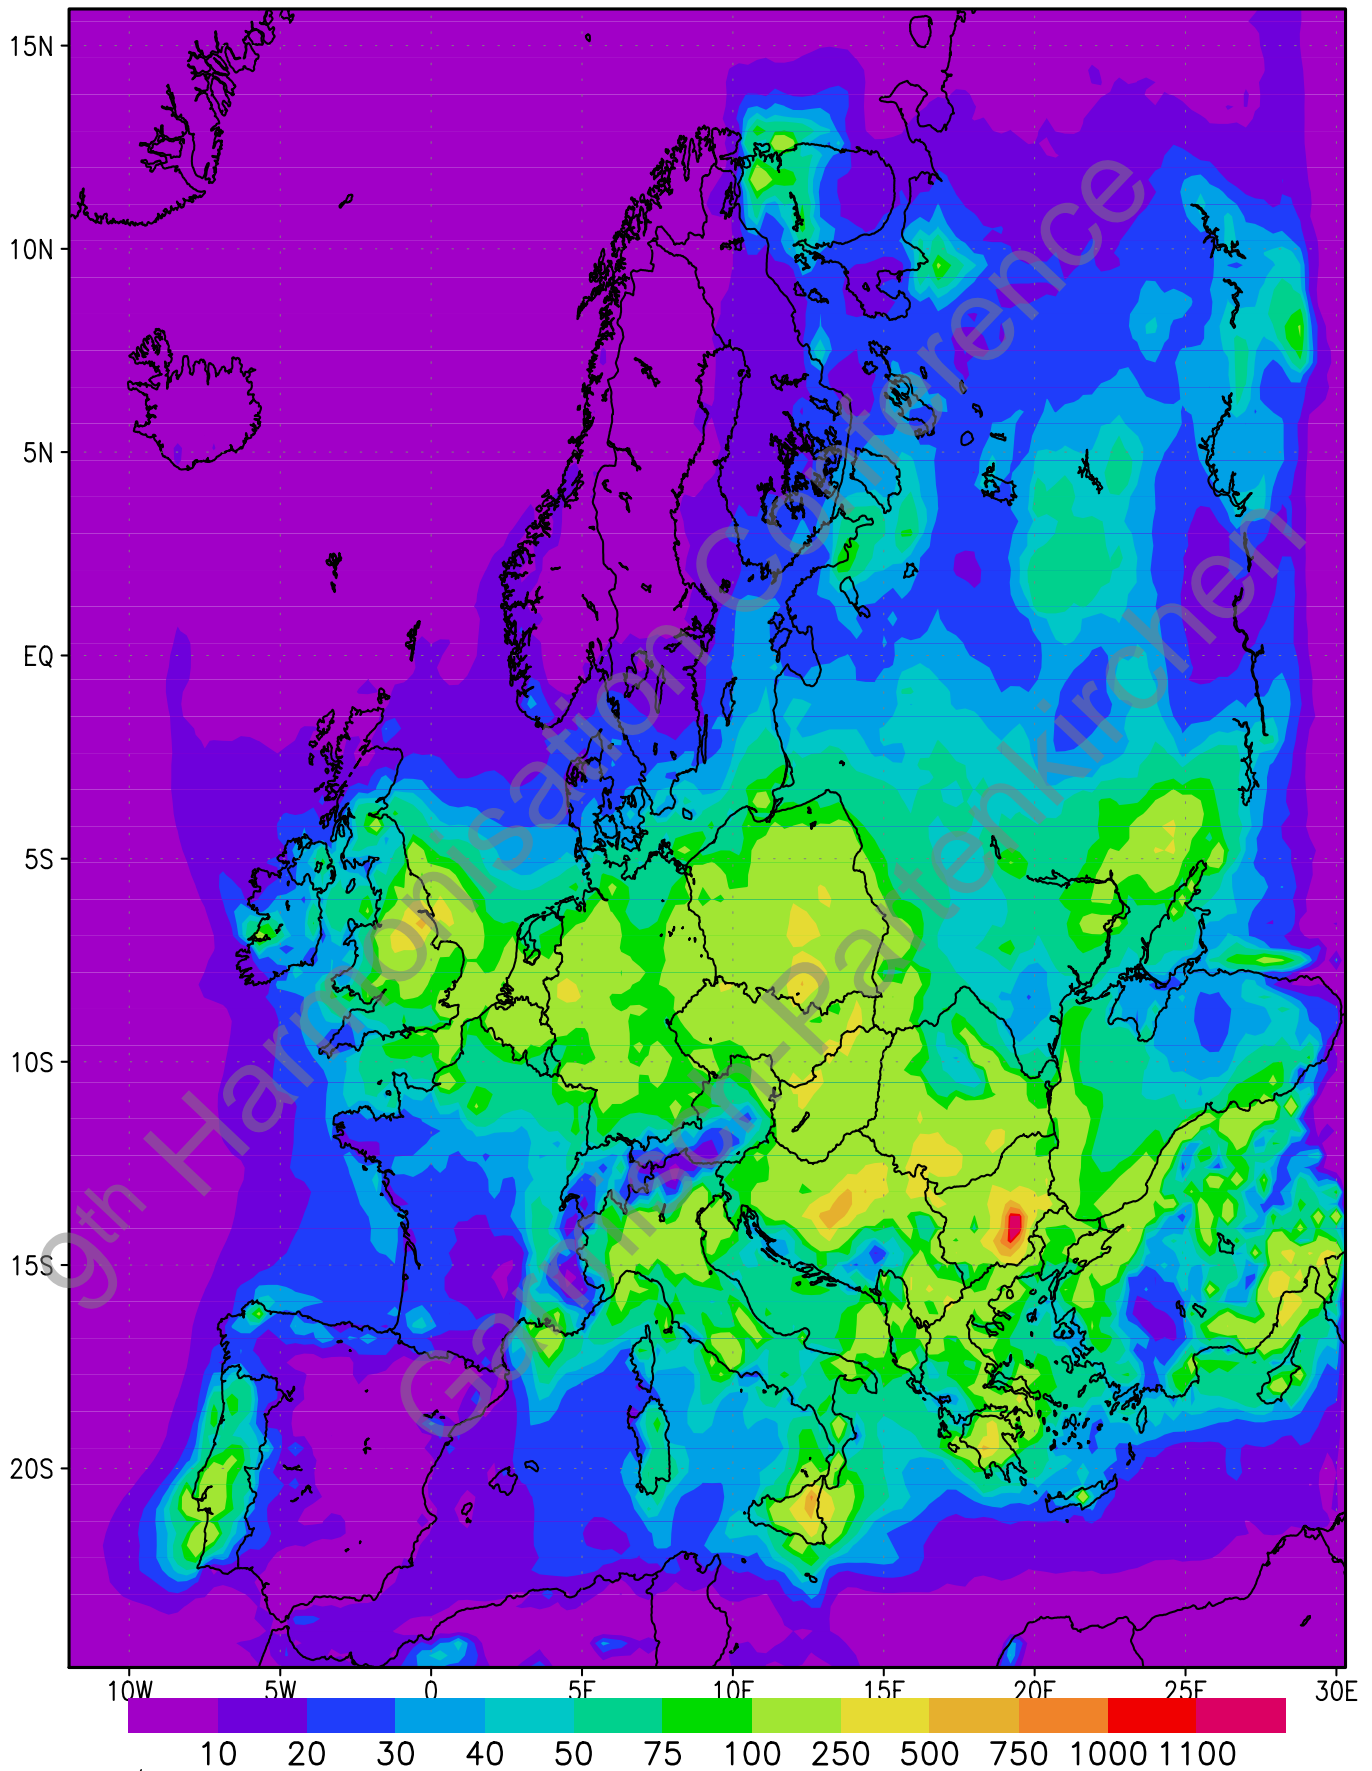 15N
10N
5N
EQ
5S
10S
15S
20S
10W 5W 0 5E 10E 15E 20E 25E 30E
10 20 30 40 50 75 100 250 500 750 1000 1100
9th Harmonisation Conference
Garmisch-Partenkirchen